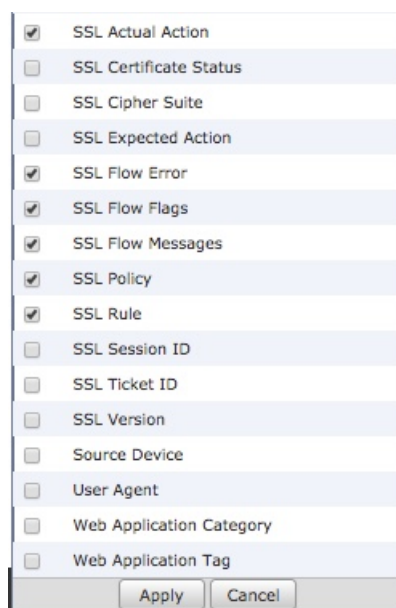 SSL Actual Action
SSL Certificate Status
SSL Cipher Suite
SSL Expected Action
SSL Flow Error
SSL Flow Flags
SSL Flow Messages
SSL Policy
SSL Rule
SSL Session ID
SSL Ticket ID
SSL Version
Source Device
User Agent
Web Application Category
Web Application Tag
Apply Cancel